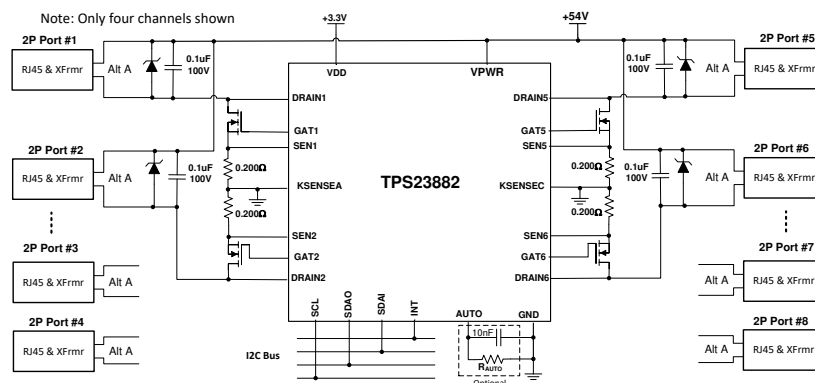 Note: Only four channels shown
+3.3V
+54V
2P Port #1
RJ45 & XFrmr
Alt A
0.1uF
100V
VDD
VPWR
0.1uF
100V
Alt A
2P Port #5
RJ45 & XFrmr
DRAIN1
DRAIN5
GAT1
GAT5
SEN1
SEN5
2P Port #2
RJ45 & XFrmr
Alt A
0.1uF
100V
0.200Ω
KSENSEA
TPS23882
KSENSEC
0.200Ω
0.1uF
100V
Alt A
2P Port #6
RJ45 & XFrmr
0.200Ω
0.200Ω
SEN2
SEN6
2P Port #3
RJ45 & XFrmr
Alt A
GAT2
GAT6
DRAIN2
DRAIN6
2P Port #7
Alt A
RJ45 & XFrmr
SCL
SDAO
SDAI
INT
AUTO
GND
2P Port #4
RJ45 & XFrmr
Alt A
I2C Bus
10nF
RAUTO
Optional
2P Port #8
Alt A
RJ45 & XFrmr